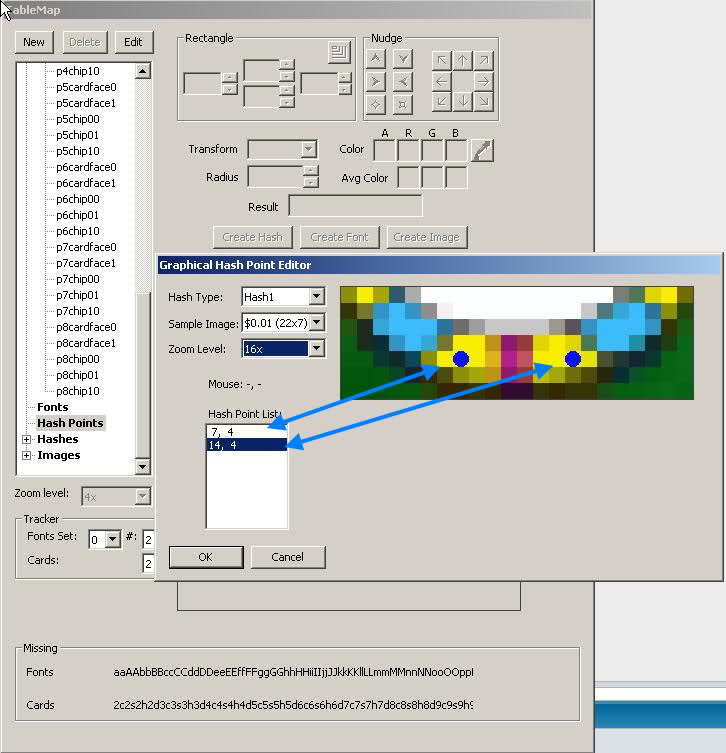 TableMap
New Delete Edit
Rectangle
Nudge
p4chip10
p5cardface0
p5cardface1
p5chip00
p5chip01
p5chip10
p6cardface0
p6cardface1
p6chip00
p6chip01
p6chip10
p7cardface0
p7cardface1
p7chip00
p7chip01
p7chip10
p8cardface0
p8cardface1
p8chip00
p8chip01
p8chip10
Fonts
Hash Points
Hashes
Images
Transform
Color
A R G B
Radius
Avg Color
Result
Create Hash Create Font Create Image
Zoom level: 4x
Tracker
Fonts Set: 0 #: 2
Cards: 2
Graphical Hash Point Editor
Hash Type: Hash1
Sample Image: $0.01 (22x7)
Zoom Level: 16x
Mouse: -, -
Hash Point List:
7, 4
14, 4
OK Cancel
Missing
Fonts
Cards
2c2s2h2d3c3s3h3d4c4s4h4d5c5s5h5d6c6s6h6d7c7s7h7d8c8s8h8d9c9s9h9